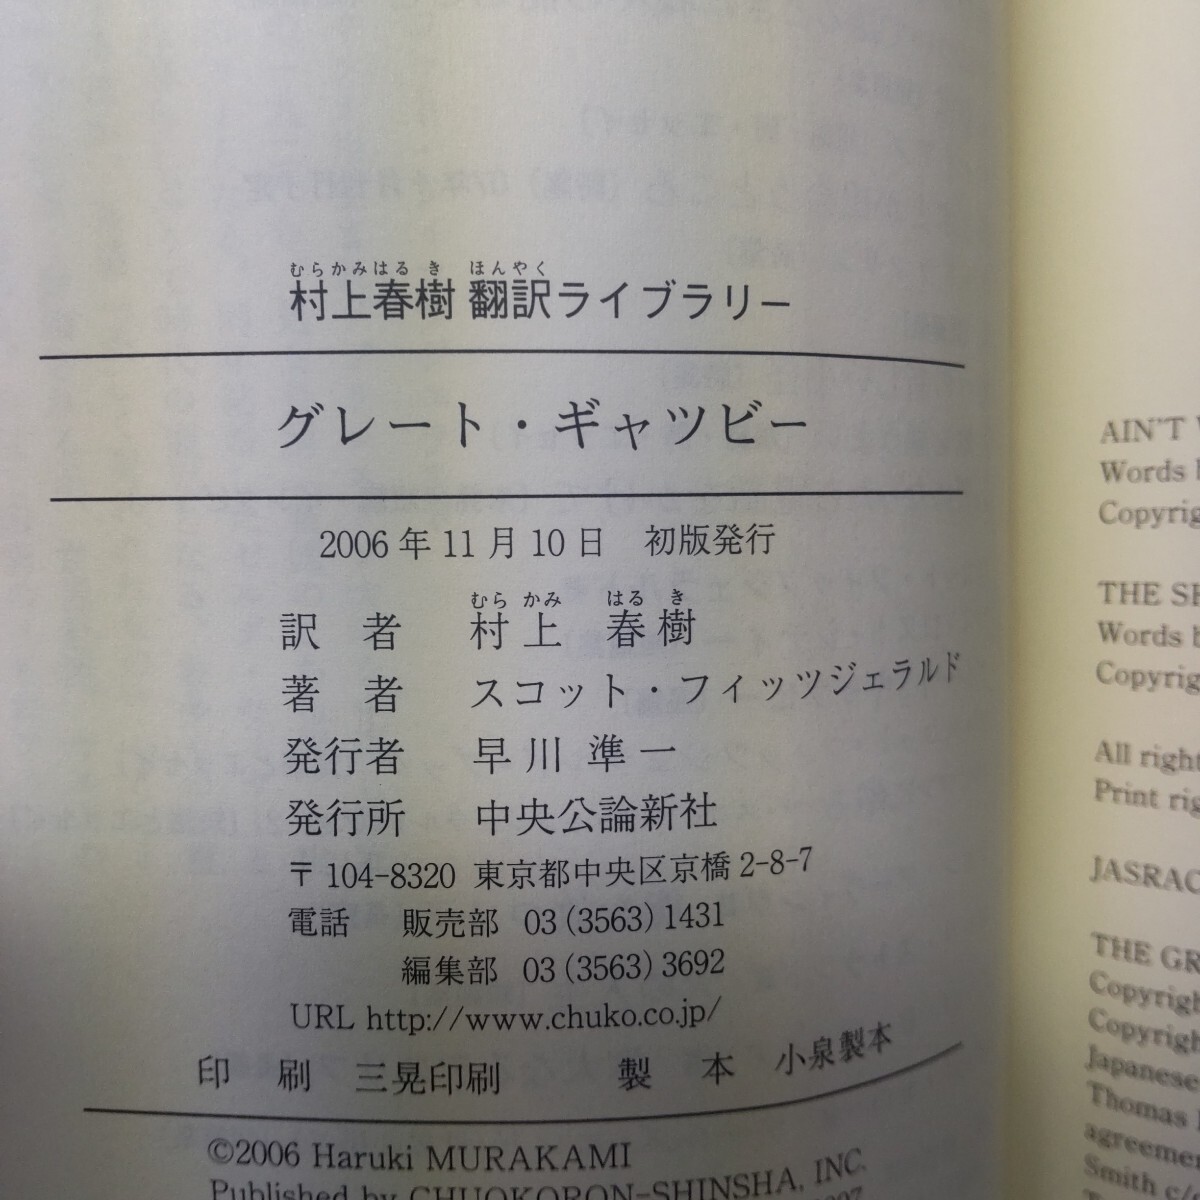 むらかみはるき ほんやく
村上春樹 翻訳ライブラリー
グレート・ギャツビー
2006年11月10日 初版発行
むらかみ はるき
訳者 村上 春樹
著者 スコット・フィッツジェラルド
発行者 早川準一
発行所 中央公論新社
〒104-8320 東京都中央区京橋2-8-7
電話 販売部 03(3563)1431
編集部 03(3563)3692
URL http://www.chuko.co.jp/
印刷 三晃印刷 製本 小泉製本
©2006 Haruki MURAKAMI
Published by CHUOKORON-SHINSHA, INC.
AIN'T
Words
Copyrig
THE SH
Words b
Copyrig
All right
Print rig
JASRAC
THE GR
Copyrigh
Copyrigh
Japanese
Thomas
agreemen
Smith c/